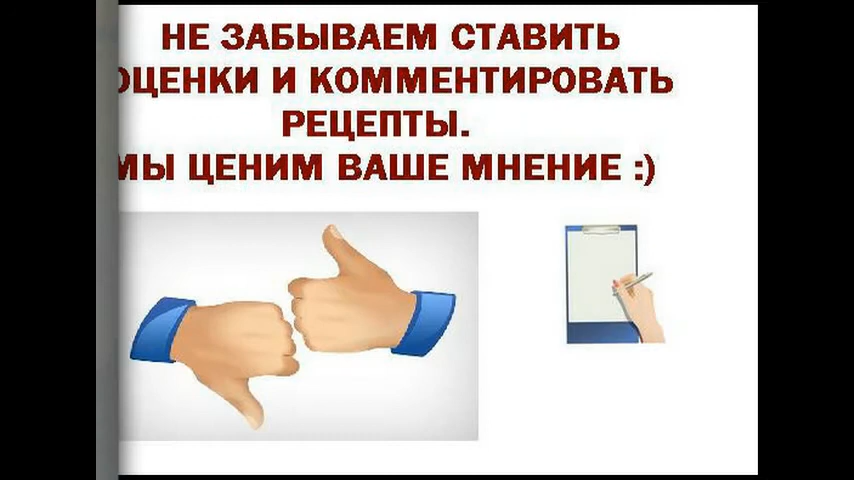 НЕ ЗАБЫВАЕМ СТАВИТЬ
ОЦЕНКИ И КОММЕНТИРОВАТЬ
РЕЦЕПТЫ.
МЫ ЦЕНИМ ВАШЕ МНЕНИЕ :)